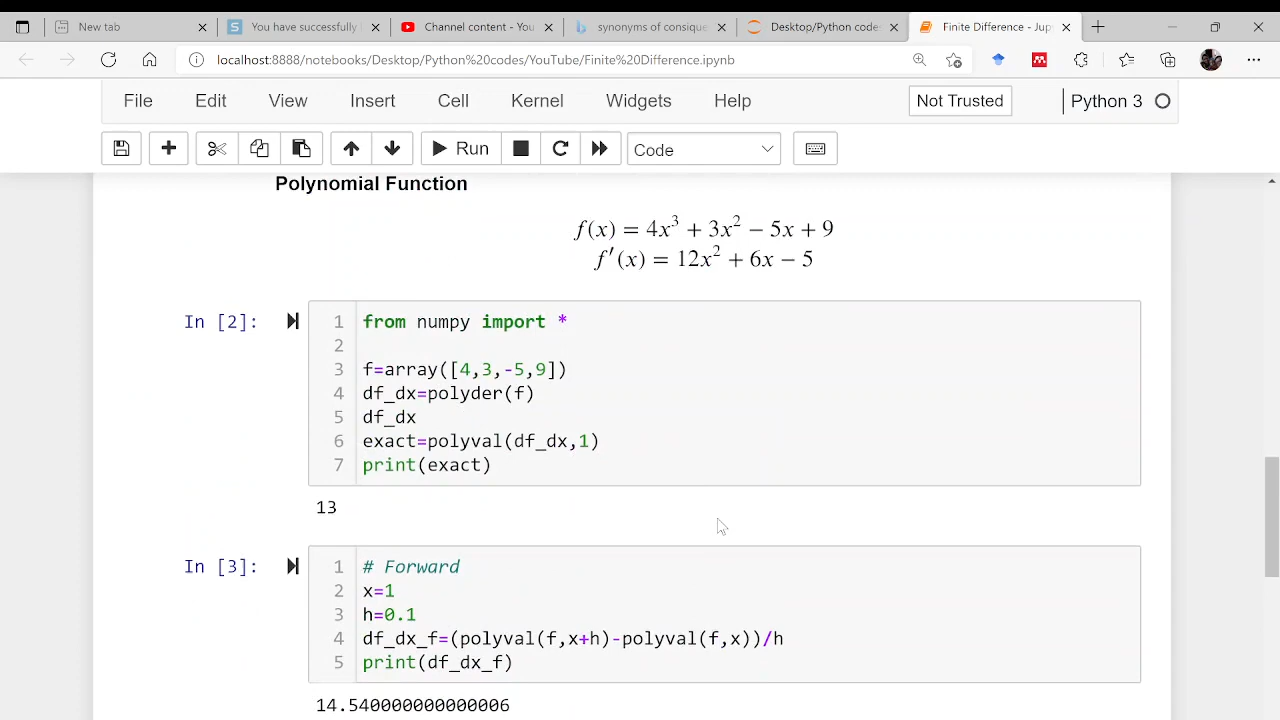 New tab
You have successfully
Channel content - You
synonyms of consique
Desktop/Python code
Finite Difference - Jup
localhost:8888/notebooks/Desktop/Python%20codes/YouTube/Finite%20Difference.ipynb
File Edit View Insert Cell Kernel Widgets Help Not Trusted Python 3
Run Code
Polynomial Function
f(x) = 4x³ + 3x² − 5x + 9
f′(x) = 12x² + 6x − 5
In [2]:
1 from numpy import *
2
3 f=array([4,3,-5,9])
4 df_dx=polyder(f)
5 df_dx
6 exact=polyval(df_dx,1)
7 print(exact)
13
In [3]:
1 # Forward
2 x=1
3 h=0.1
4 df_dx_f=(polyval(f,x+h)-polyval(f,x))/h
5 print(df_dx_f)
14.540000000000006